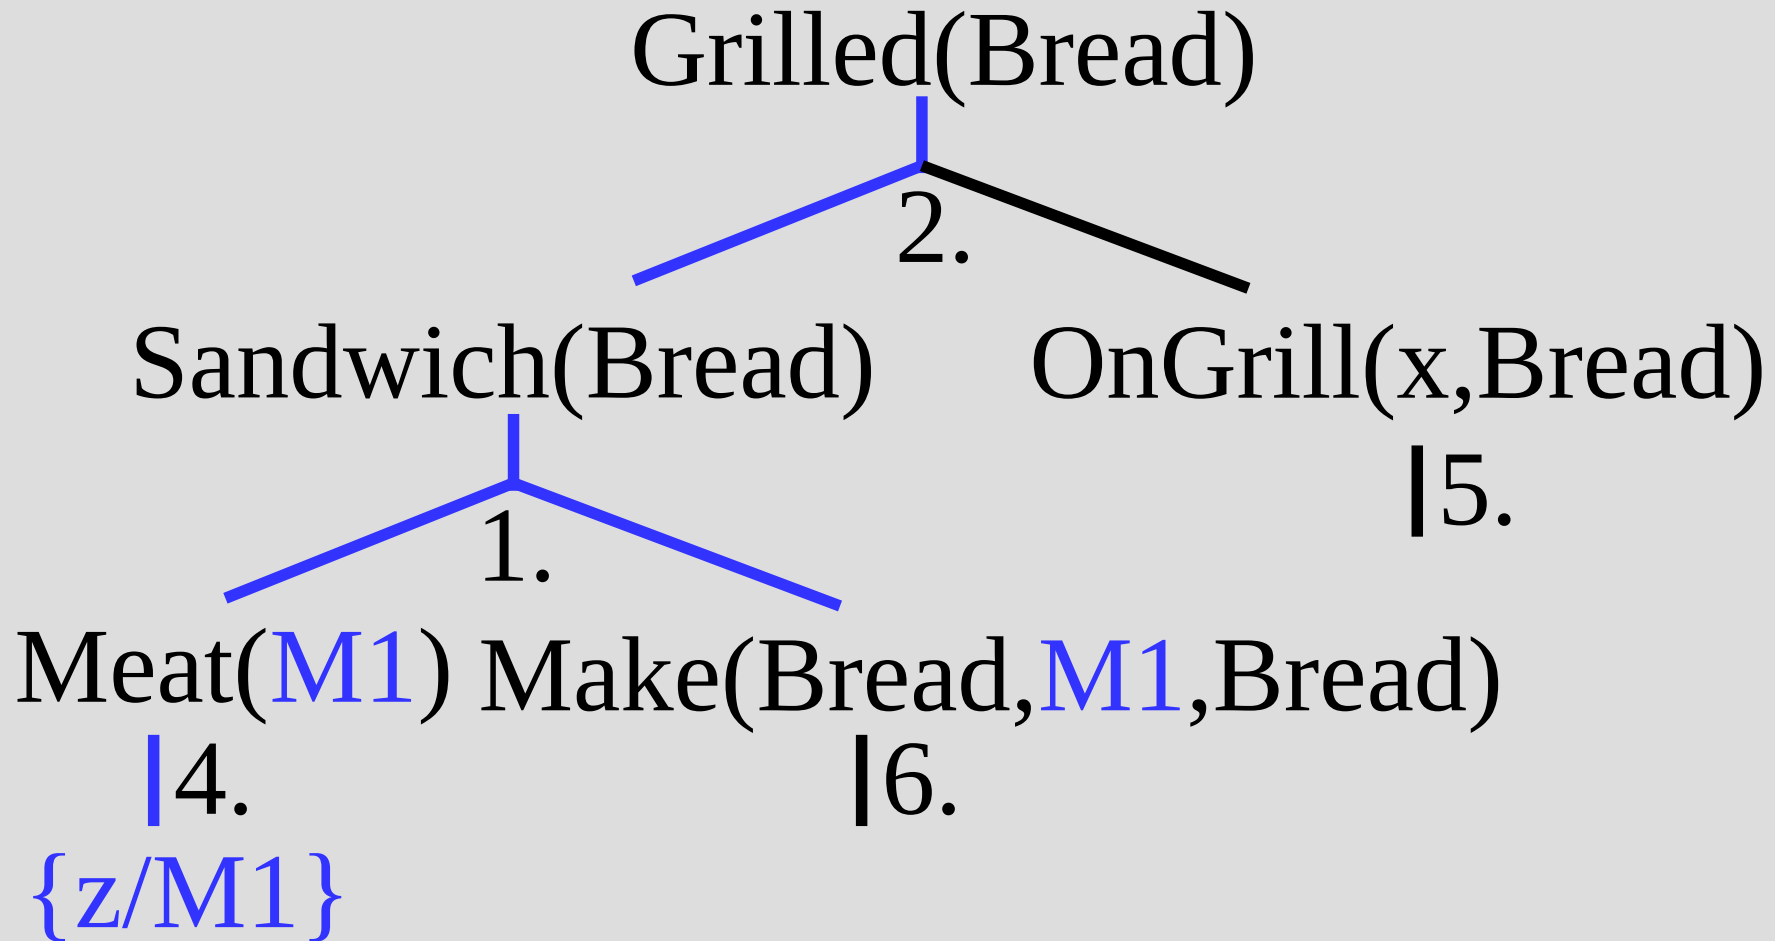 Grilled(Bread)
2.
Sandwich(Bread) OnGrill(x,Bread)
5.
1.
Meat(M1) Make(Bread,M1,Bread)
4. 6.
{z/M1}